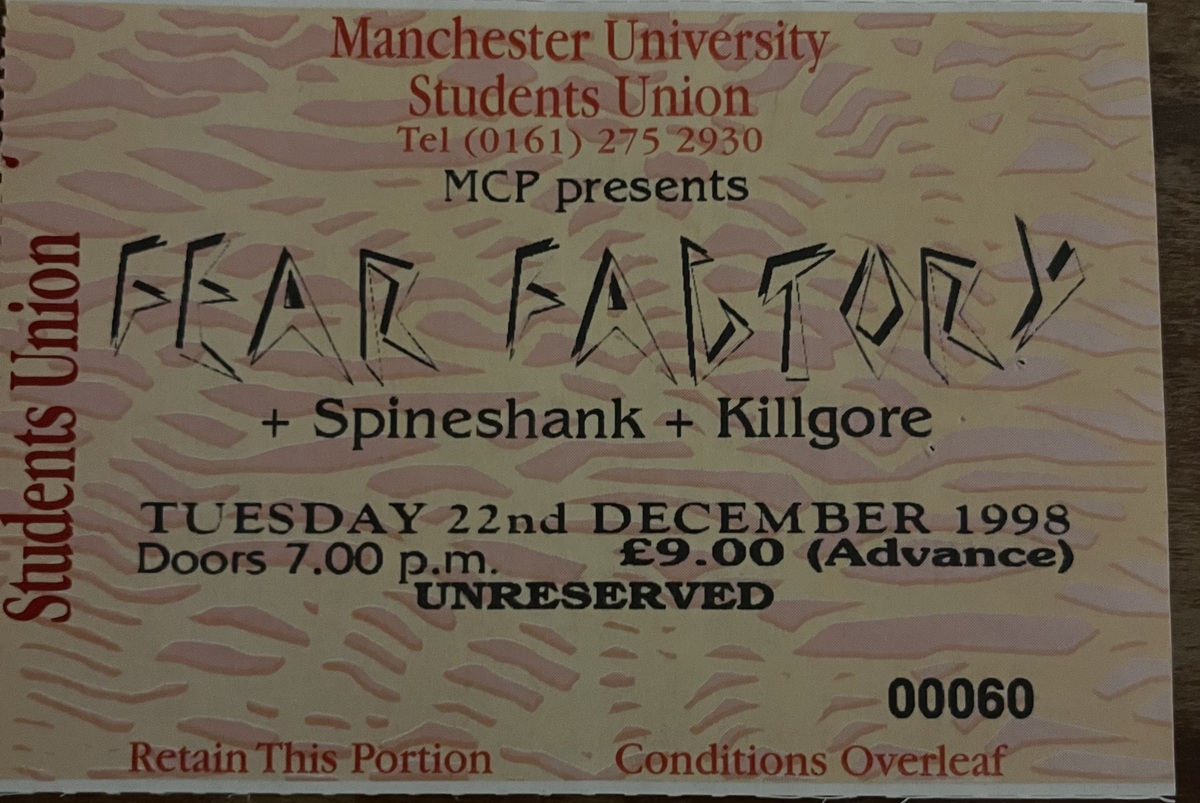 Manchester University
Students Union
Tel (0161) 275 2930
MCP presents
FEAR FACTORY
+ Spineshank + Killgore
TUESDAY 22nd DECEMBER 1998
Doors 7.00 p.m. £9.00 (Advance)
UNRESERVED
00060
Retain This Portion Conditions Overleaf
Students Union